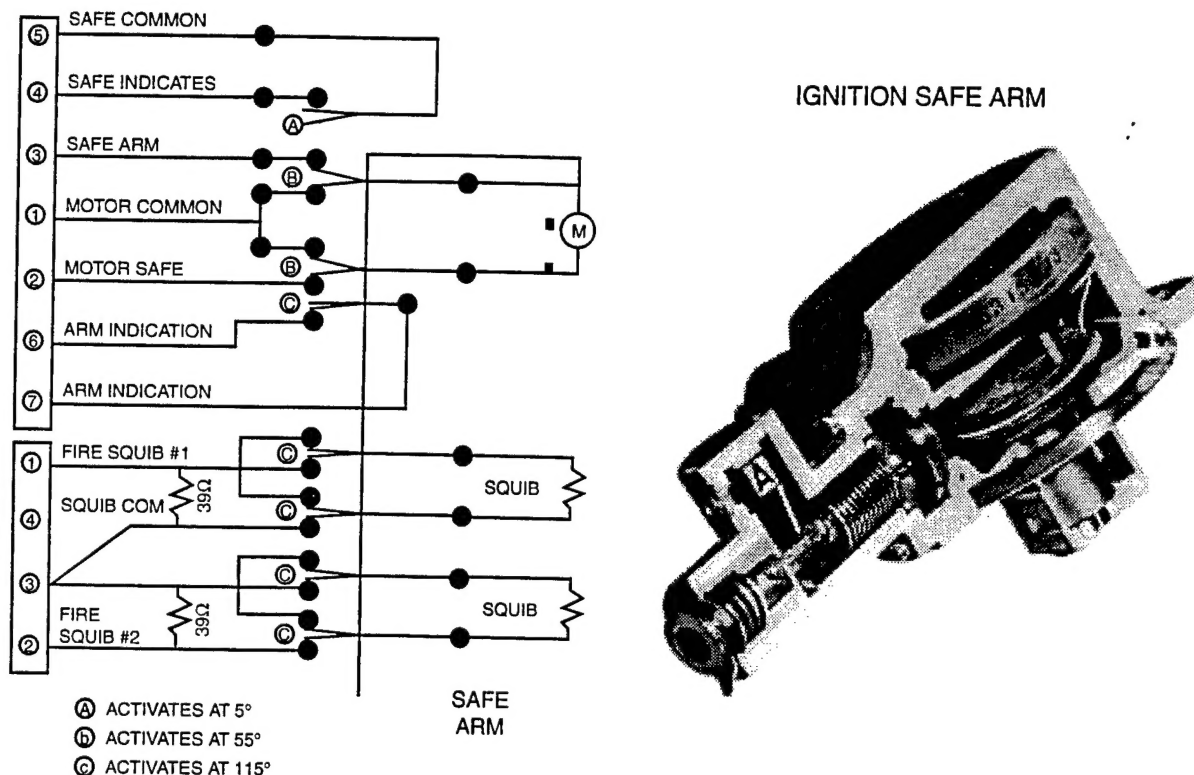 ⑤ SAFE COMMON
④ SAFE INDICATES
Ⓐ
③ SAFE ARM
Ⓑ
① MOTOR COMMON
M
Ⓑ
② MOTOR SAFE
Ⓒ
⑥ ARM INDICATION
⑦ ARM INDICATION
① FIRE SQUIB #1
Ⓒ
39Ω
SQUIB
④ SQUIB COM
Ⓒ
③
Ⓒ
39Ω
SQUIB
FIRE
② SQUIB #2
Ⓒ
SAFE
ARM
Ⓐ ACTIVATES AT 5°
ⓑ ACTIVATES AT 55°
ⓒ ACTIVATES AT 115°
IGNITION SAFE ARM
A